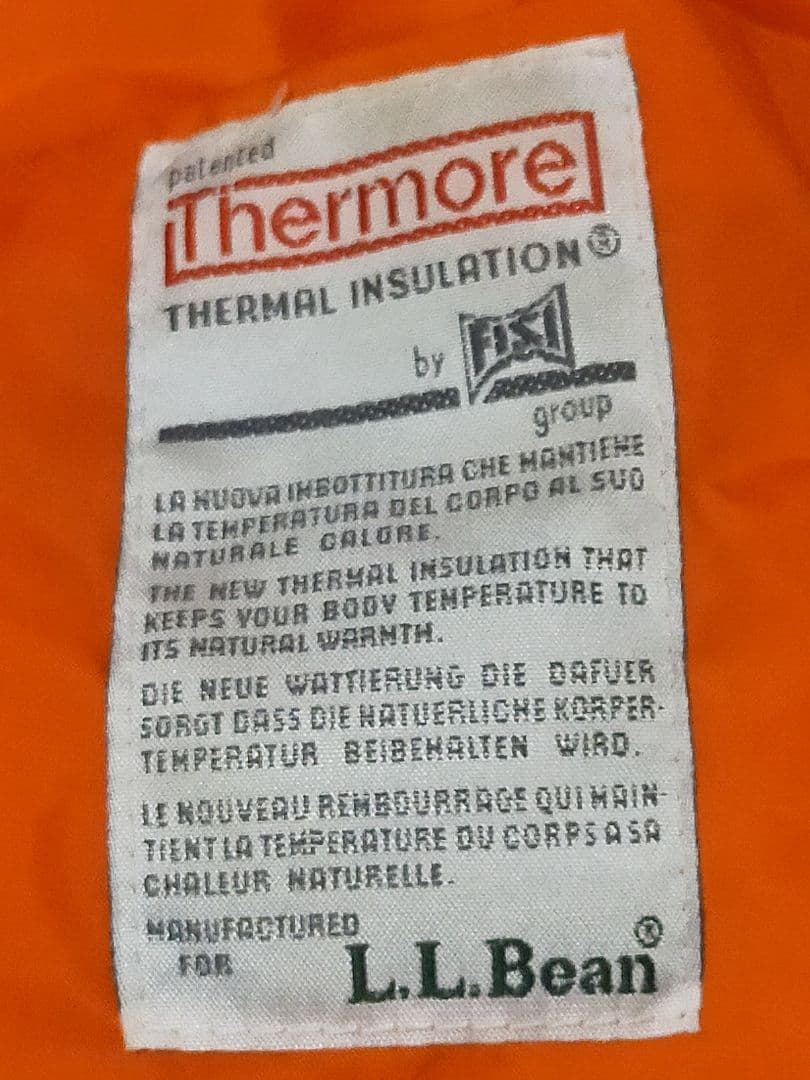 patented
Thermore
THERMAL INSULATION®
by FISI
group
LA NUOVA IMBOTTITURA CHE MANTIENE
LA TEMPERATURA DEL CORPO AL SUO
NATURALE CALORE.
THE NEW THERMAL INSULATION THAT
KEEPS YOUR BODY TEMPERATURE TO
ITS NATURAL WARMTH.
DIE NEUE WATTIERUNG DIE DAFUER
SORGT DASS DIE NATUERLICHE KORPER-
TEMPERATUR BEIBEHALTEN WIRD.
LE NOUVEAU REMBOURRAGE QUI MAIN-
TIENT LA TEMPERATURE DU CORPS A SA
CHALEUR NATURELLE.
MANUFACTURED
FOR L.L.Bean®